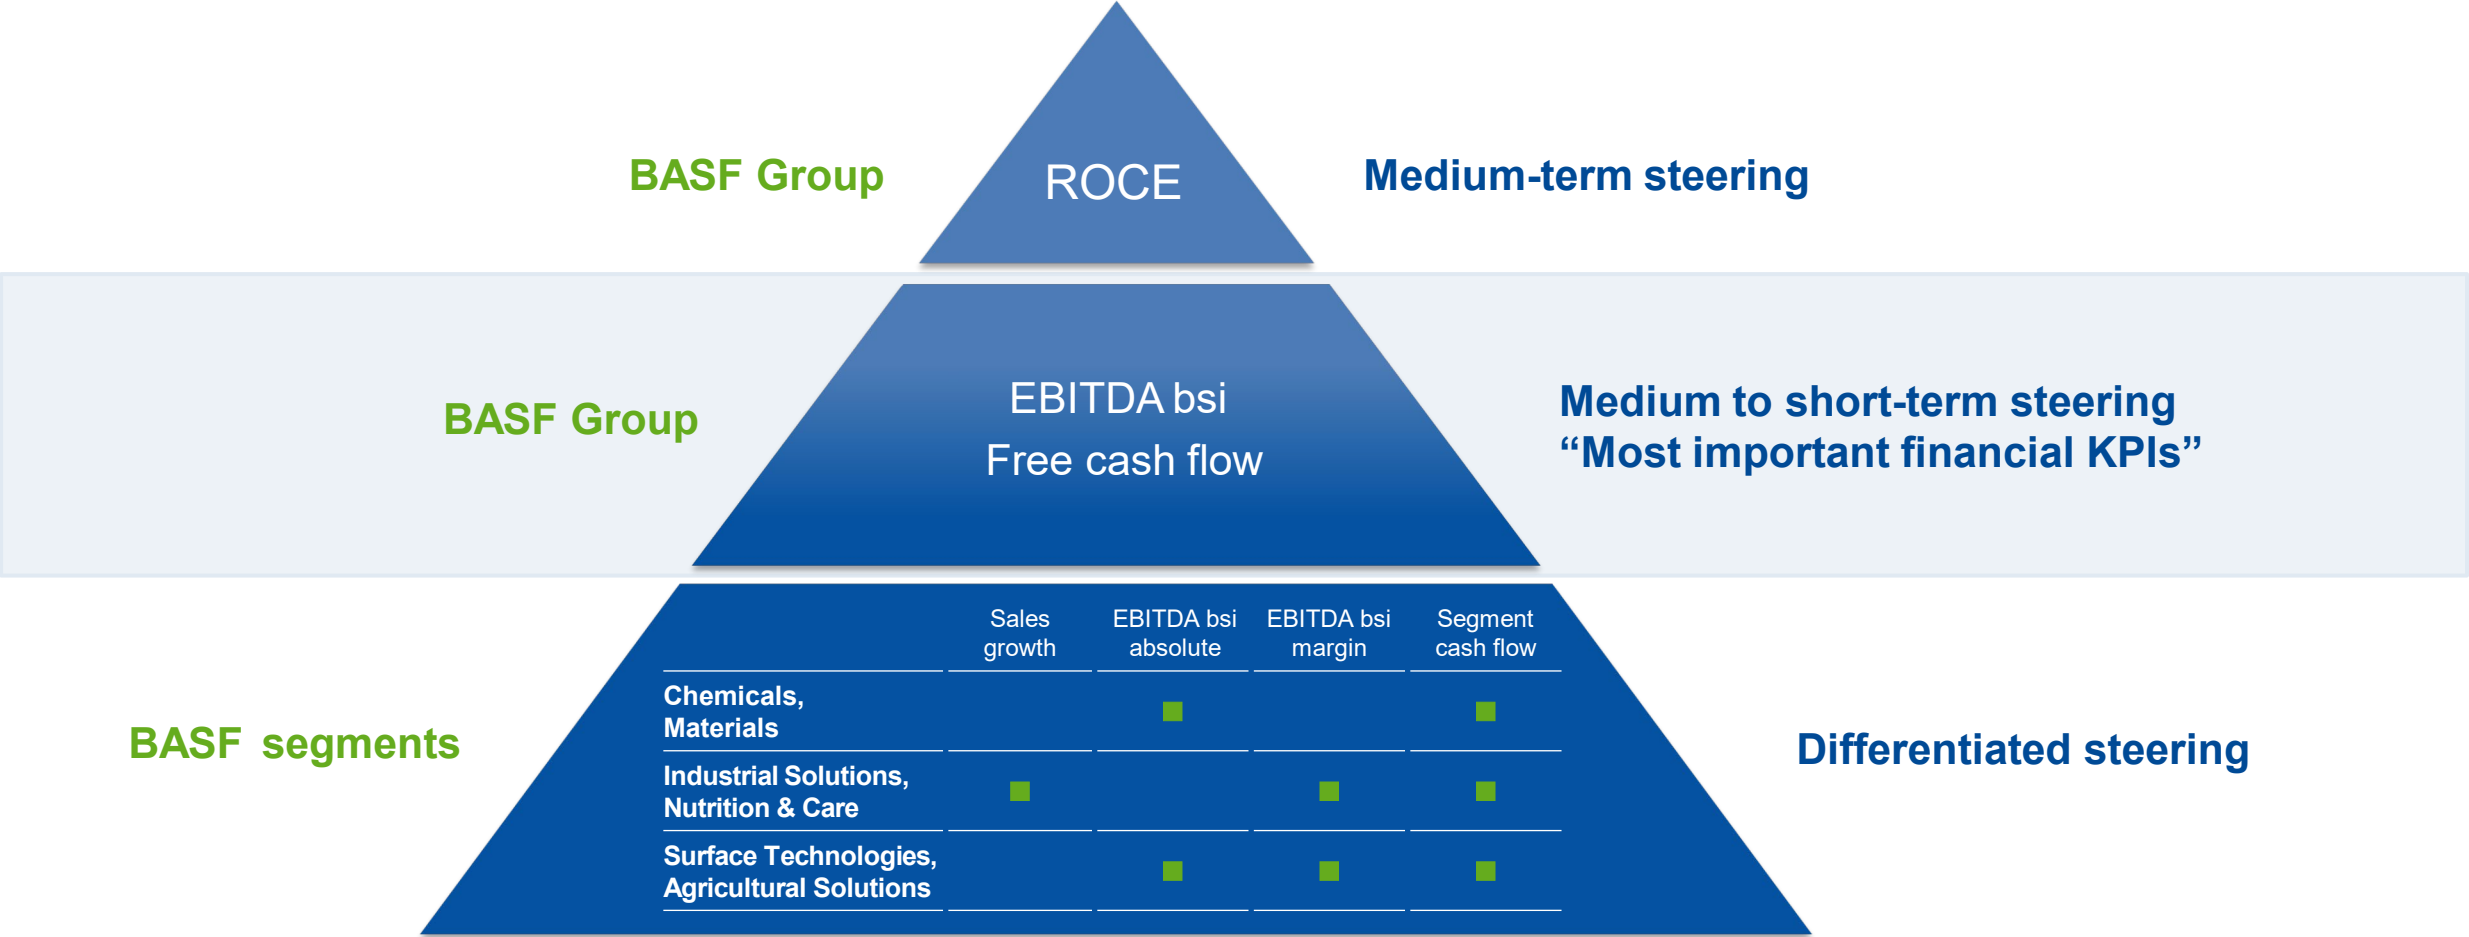 BASF Group
ROCE
Medium-term steering
BASF Group
EBITDA bsi
Free cash flow
Medium to short-term steering
“Most important financial KPIs”
BASF segments
Sales
growth
EBITDA bsi
absolute
EBITDA bsi
margin
Segment
cash flow
Chemicals,
Materials
Industrial Solutions,
Nutrition & Care
Surface Technologies,
Agricultural Solutions
Differentiated steering